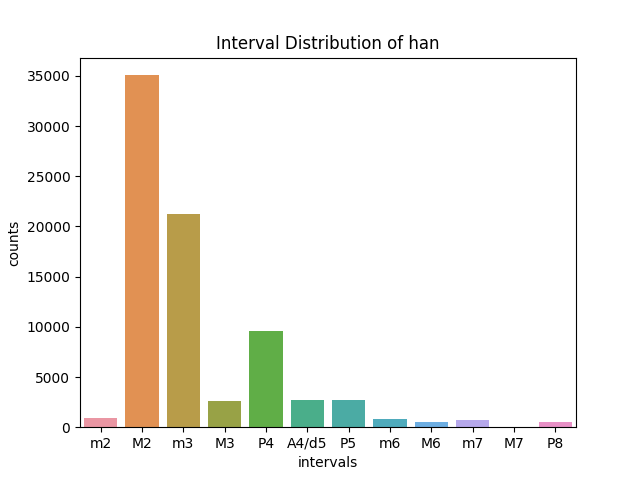 Interval Distribution of han
counts
35000
30000
25000
20000
15000
10000
5000
0
m2 M2 m3 M3 P4 A4/d5 P5 m6 M6 m7 M7 P8
intervals